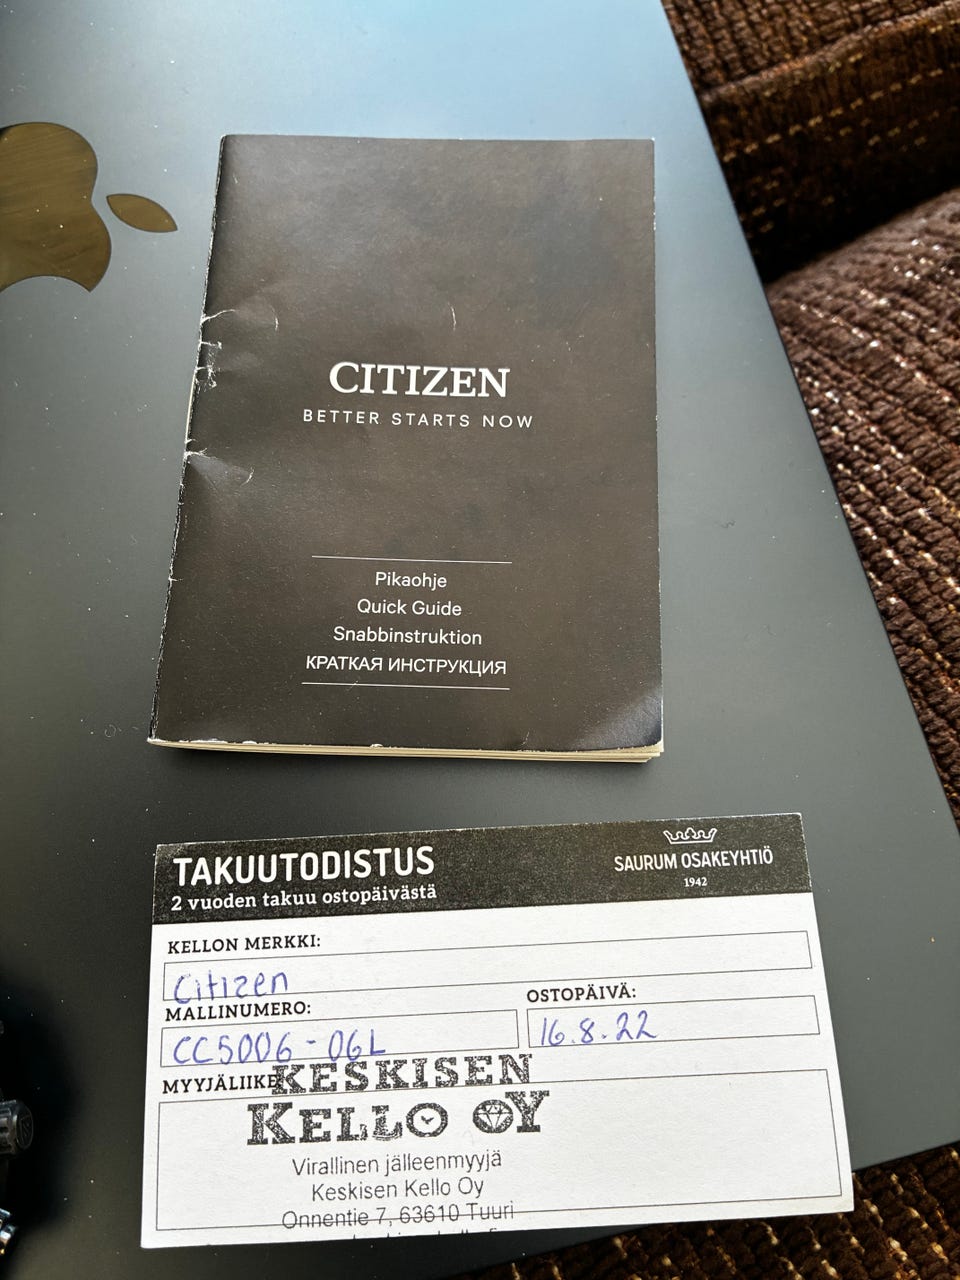 CITIZEN
BETTER STARTS NOW
Pikaohje
Quick Guide
Snabbinstruktion
КРАТКАЯ ИНСТРУКЦИЯ
TAKUUTODISTUS
2 vuoden takuu ostopäivästä
SAURUM OSAKEYHTIÖ
1942
KELLON MERKKI:
Citizen
MALLINUMERO:
CC5006-06L
OSTOPÄIVÄ:
16.8.22
MYYJÄLIIKE
KESKISEN
KELLO OY
Virallinen jälleenmyyjä
Keskisen Kello Oy
Onnentie 7, 63610 Tuuri